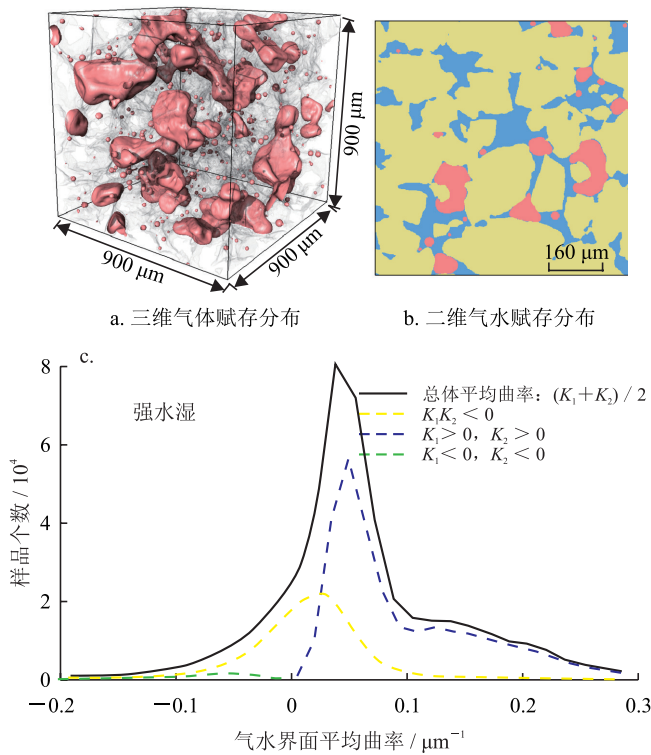 900 μm
900 μm
900 μm
160 μm
a. 三维气体赋存分布
b. 二维气水赋存分布
c.
强水湿
总体平均曲率：(K₁＋K₂) / 2
K₁K₂＜0
K₁＞0，K₂＞0
K₁＜0，K₂＜0
样品个数 / 10⁴
8
6
4
2
0
−0.2
−0.1
0
0.1
0.2
0.3
气水界面平均曲率 / μm⁻¹